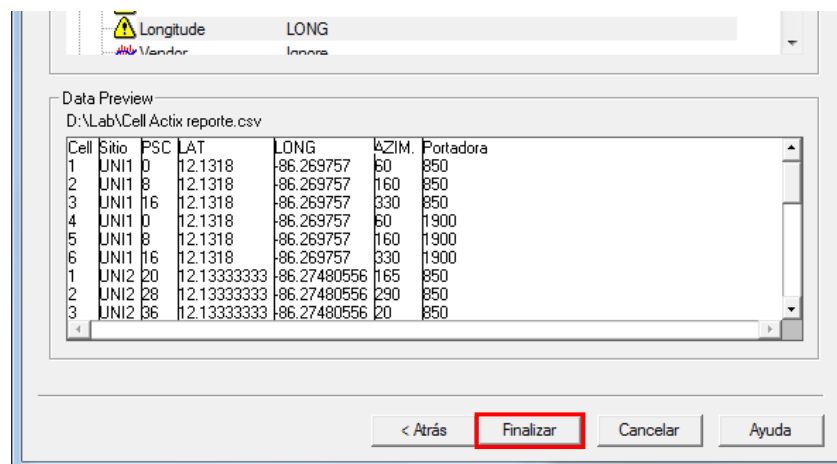 Longitude LONG
Vendor Ignore
Data Preview
D:\Lab\Cell Actix reporte.csv
Cell Sitio PSC LAT LONG AZIM. Portadora
1 UNI1 0 12.1318 -86.269757 60 850
2 UNI1 8 12.1318 -86.269757 160 850
3 UNI1 16 12.1318 -86.269757 330 850
4 UNI1 0 12.1318 -86.269757 60 1900
5 UNI1 8 12.1318 -86.269757 160 1900
6 UNI1 16 12.1318 -86.269757 330 1900
1 UNI2 20 12.13333333 -86.27480556 165 850
2 UNI2 28 12.13333333 -86.27480556 290 850
3 UNI2 36 12.13333333 -86.27480556 20 850
< Atrás Finalizar Cancelar Ayuda